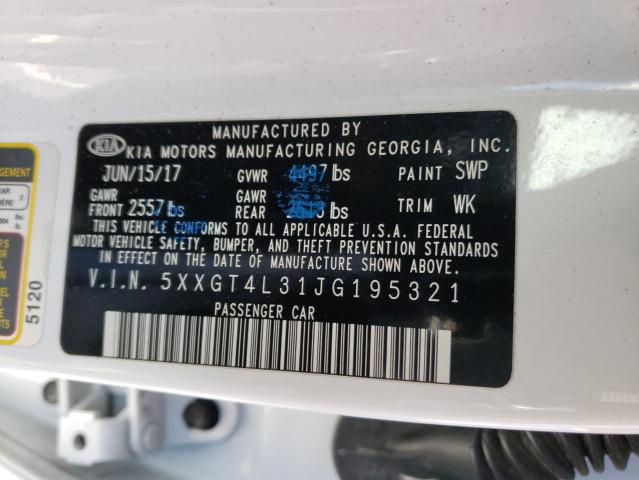 MANUFACTURED BY
KIA KIA MOTORS MANUFACTURING GEORGIA, INC.
JUN/15/17 GVWR 4497 lbs PAINT SWP
GAWR FRONT 2557 lbs GAWR REAR lbs TRIM WK
THIS VEHICLE CONFORMS TO ALL APPLICABLE U.S.A. FEDERAL
MOTOR VEHICLE SAFETY, BUMPER, AND THEFT PREVENTION STANDARDS
IN EFFECT ON THE DATE OF MANUFACTURE SHOWN ABOVE.
V.I.N. 5XXGT4L31JG195321
PASSENGER CAR
5120